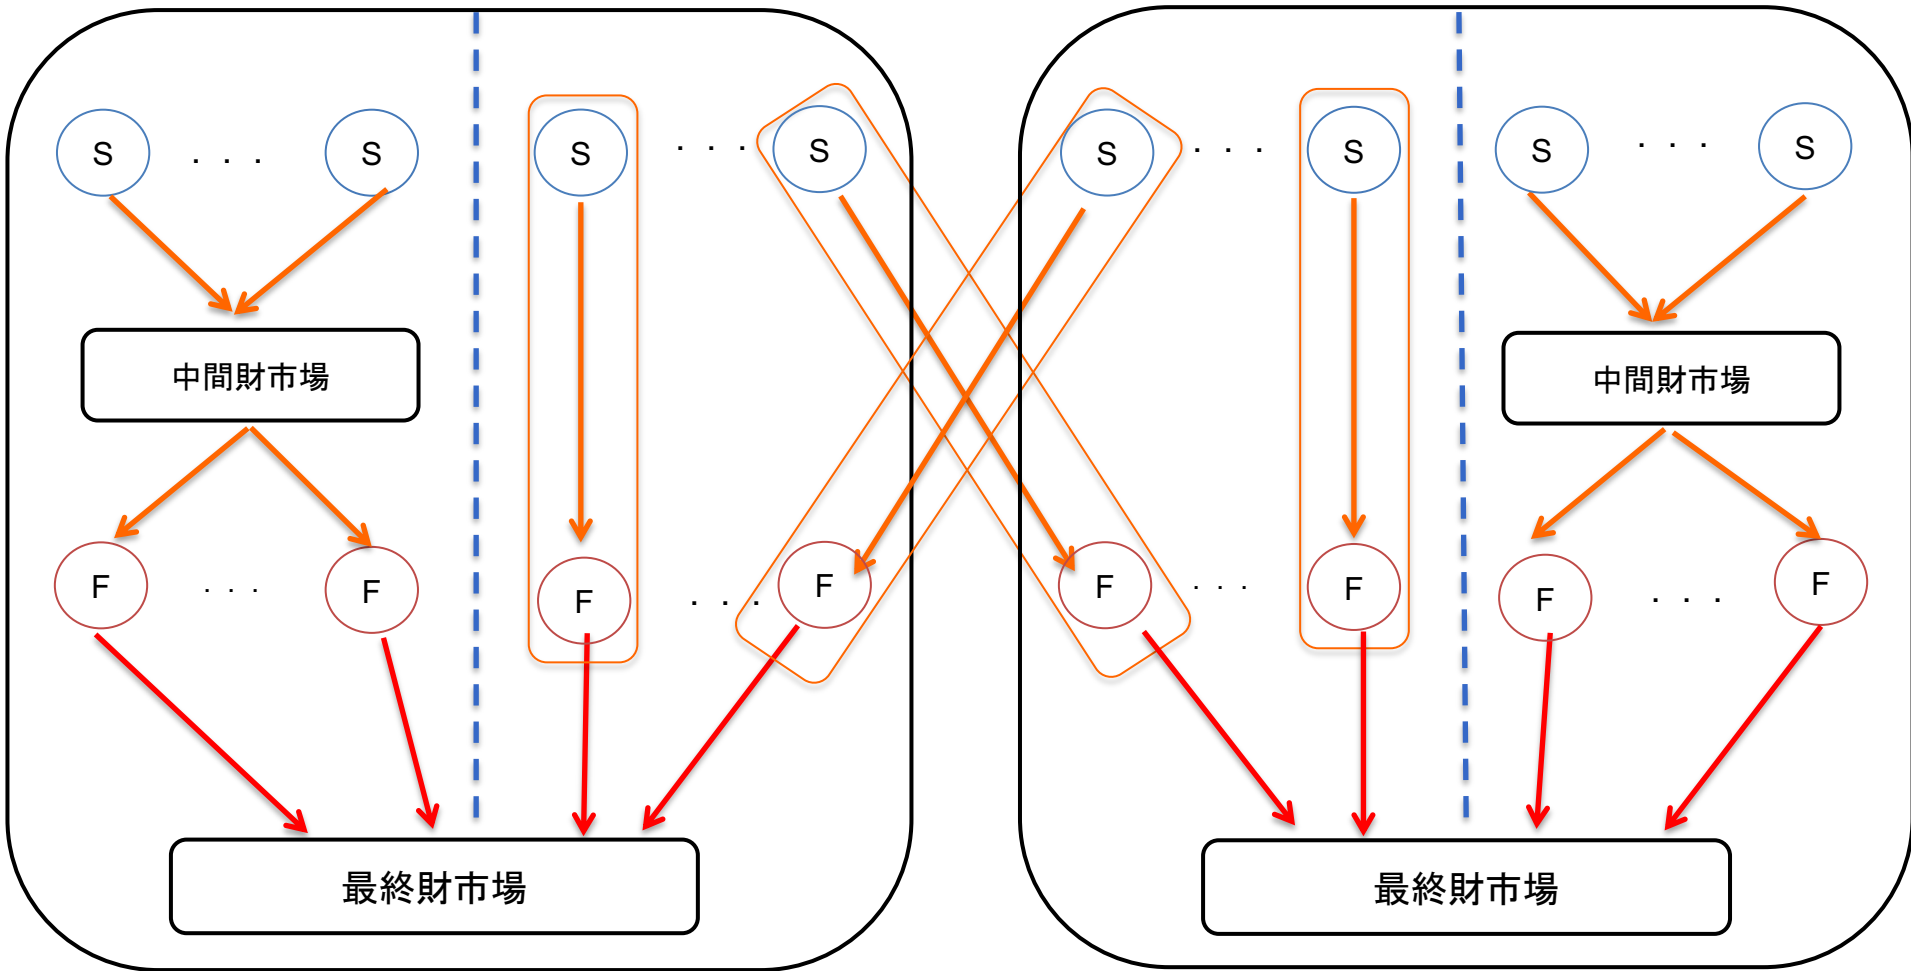 S . . . S S . . . S S . . . S S . . . S
中間財市場 中間財市場
F . . . F F . . . F F . . . F F . . . F
最終財市場 最終財市場